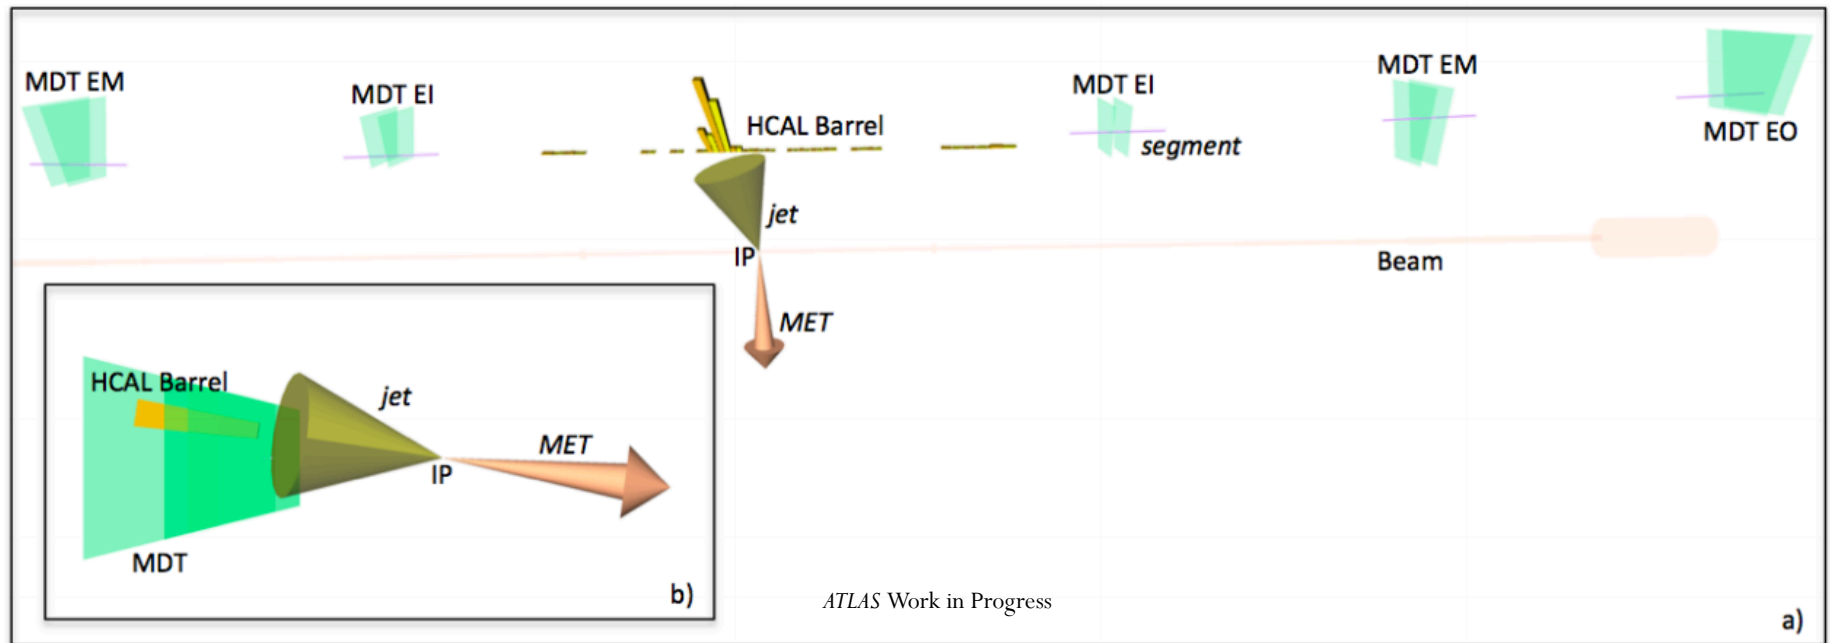 MDT EM
MDT EI
HCAL Barrel
MDT EI
segment
MDT EM
MDT EO
jet
IP
Beam
MET
HCAL Barrel
jet
MET
IP
MDT
b)
ATLAS Work in Progress
a)